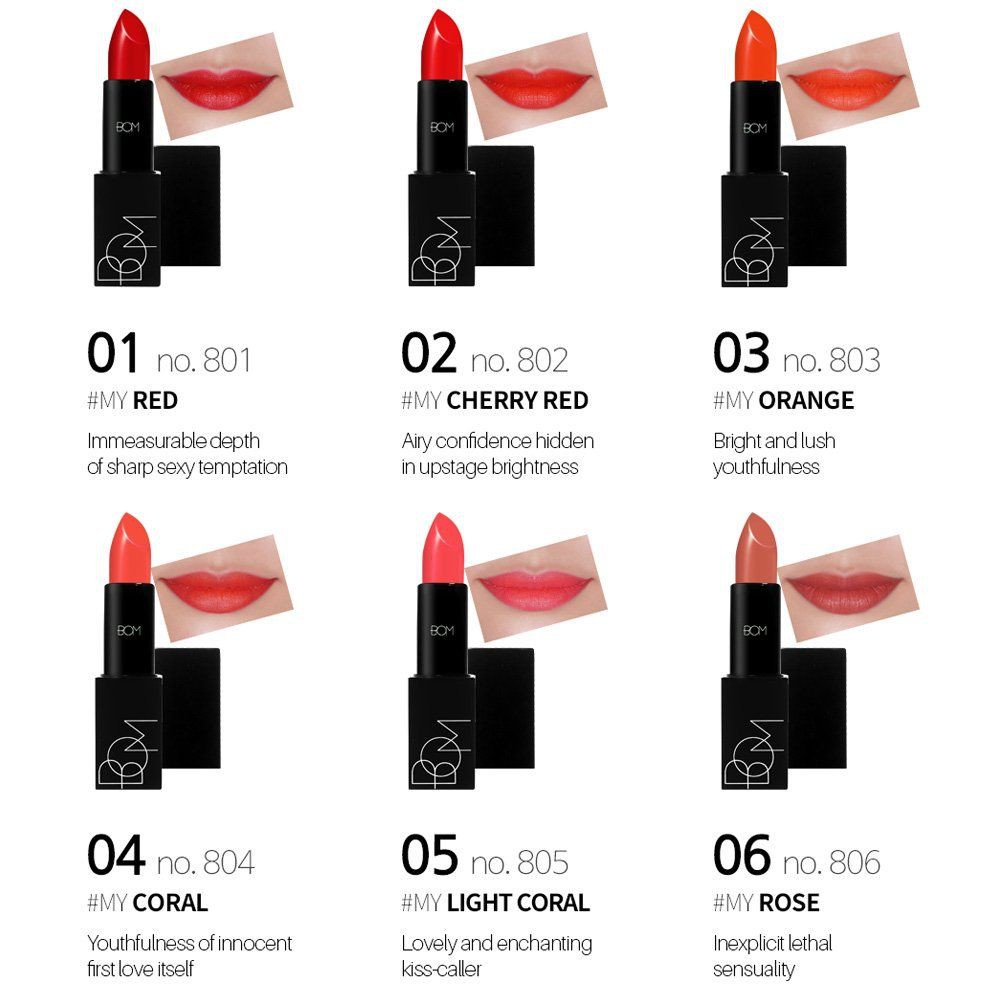 BOM
BOM
BOM
BOM
BOM
BOM
01 no. 801
#MY RED
Immeasurable depth
of sharp sexy temptation
02 no. 802
#MY CHERRY RED
Airy confidence hidden
in upstage brightness
03 no. 803
#MY ORANGE
Bright and lush
youthfulness
BOM
BOM
BOM
BOM
BOM
BOM
04 no. 804
#MY CORAL
Youthfulness of innocent
first love itself
05 no. 805
#MY LIGHT CORAL
Lovely and enchanting
kiss-caller
06 no. 806
#MY ROSE
Inexplicit lethal
sensuality